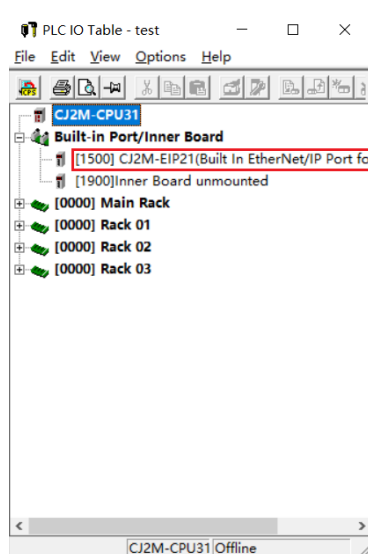 PLC IO Table - test
File Edit View Options Help
CJ2M-CPU31
Built-in Port/Inner Board
[1500] CJ2M-EIP21(Built In EtherNet/IP Port fo
[1900]Inner Board unmounted
[0000] Main Rack
[0000] Rack 01
[0000] Rack 02
[0000] Rack 03
CJ2M-CPU31 Offline